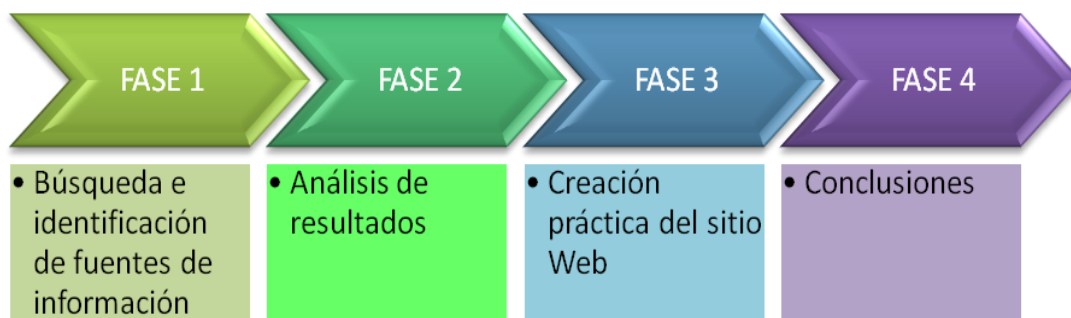 FASE 1
FASE 2
FASE 3
FASE 4
• Búsqueda e
identificación
de fuentes de
información
• Análisis de
resultados
• Creación
práctica del sitio
Web
• Conclusiones